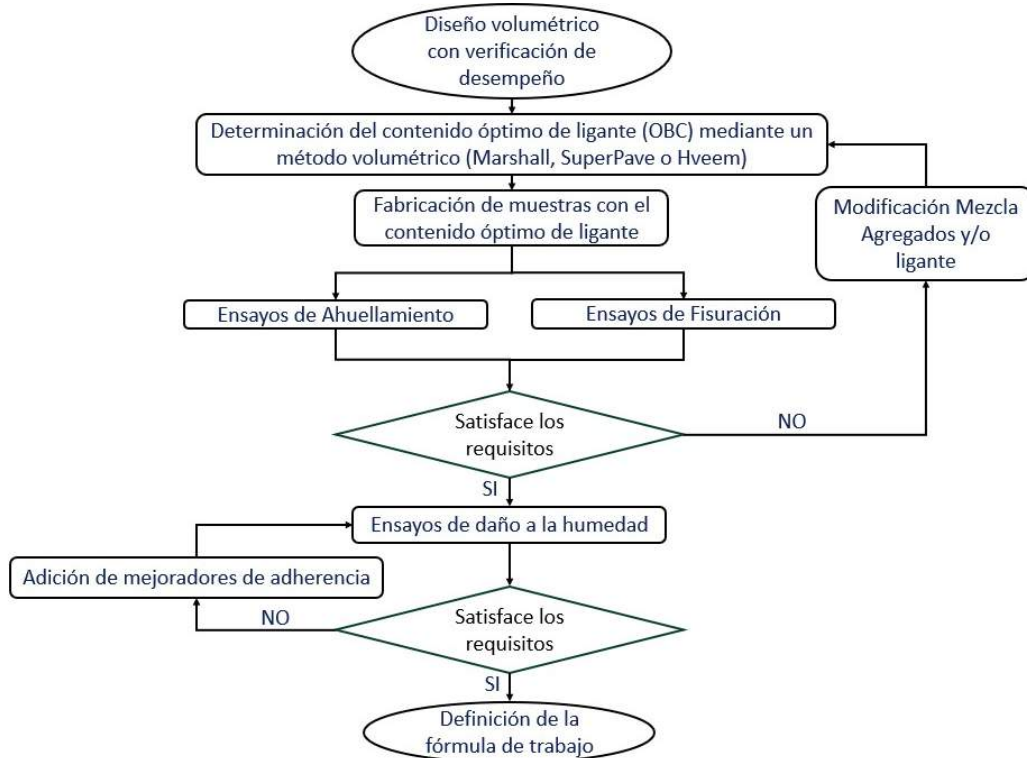 Diseño volumétrico
con verificación de
desempeño
Determinación del contenido óptimo de ligante (OBC) mediante un
método volumétrico (Marshall, SuperPave o Hveem)
Fabricación de muestras con el
contenido óptimo de ligante
Modificación Mezcla
Agregados y/o
ligante
Ensayos de Ahuellamiento
Ensayos de Fisuración
Satisface los
requisitos
NO
SI
Ensayos de daño a la humedad
Adición de mejoradores de adherencia
NO
Satisface los
requisitos
SI
Definición de la
fórmula de trabajo